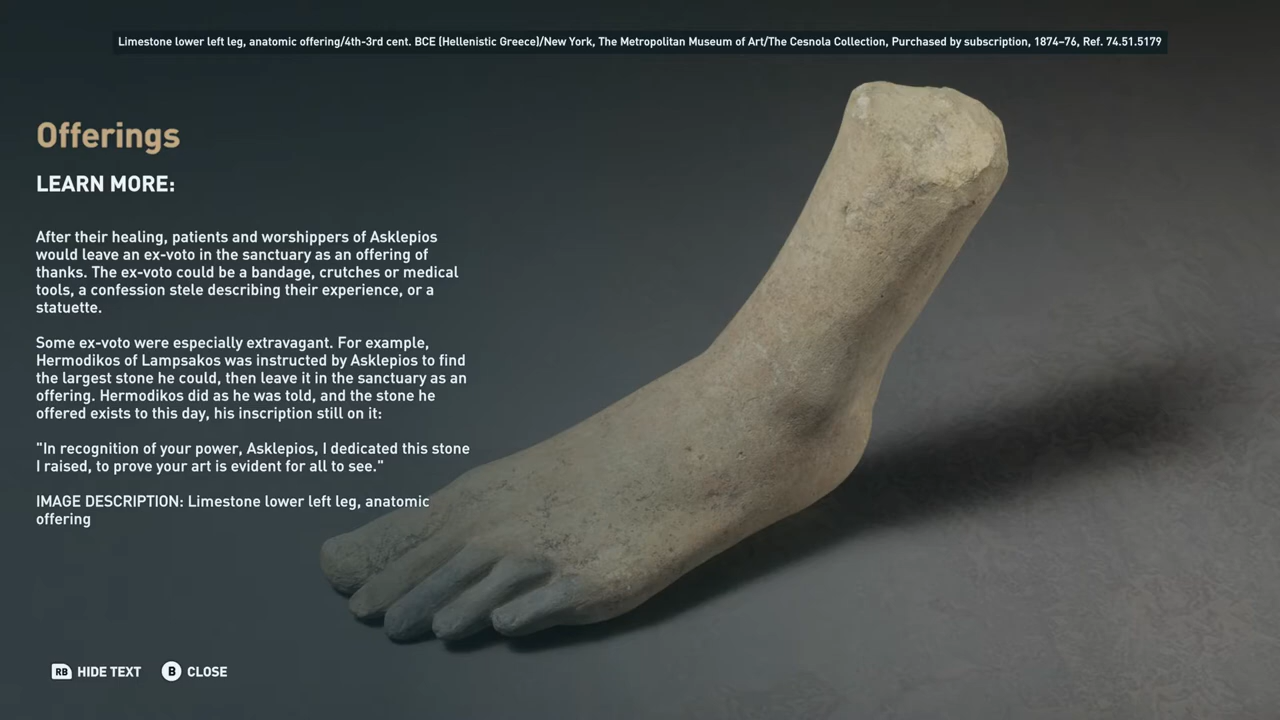 Limestone lower left leg, anatomic offering/4th-3rd cent. BCE (Hellenistic Greece)/New York, The Metropolitan Museum of Art/The Cesnola Collection, Purchased by subscription, 1874–76, Ref. 74.51.5179
Offerings
LEARN MORE:
After their healing, patients and worshippers of Asklepios
would leave an ex-voto in the sanctuary as an offering of
thanks. The ex-voto could be a bandage, crutches or medical
tools, a confession stele describing their experience, or a
statuette.
Some ex-voto were especially extravagant. For example,
Hermodikos of Lampsakos was instructed by Asklepios to find
the largest stone he could, then leave it in the sanctuary as an
offering. Hermodikos did as he was told, and the stone he
offered exists to this day, his inscription still on it:
"In recognition of your power, Asklepios, I dedicated this stone
I raised, to prove your art is evident for all to see."
IMAGE DESCRIPTION: Limestone lower left leg, anatomic
offering
RB HIDE TEXT B CLOSE